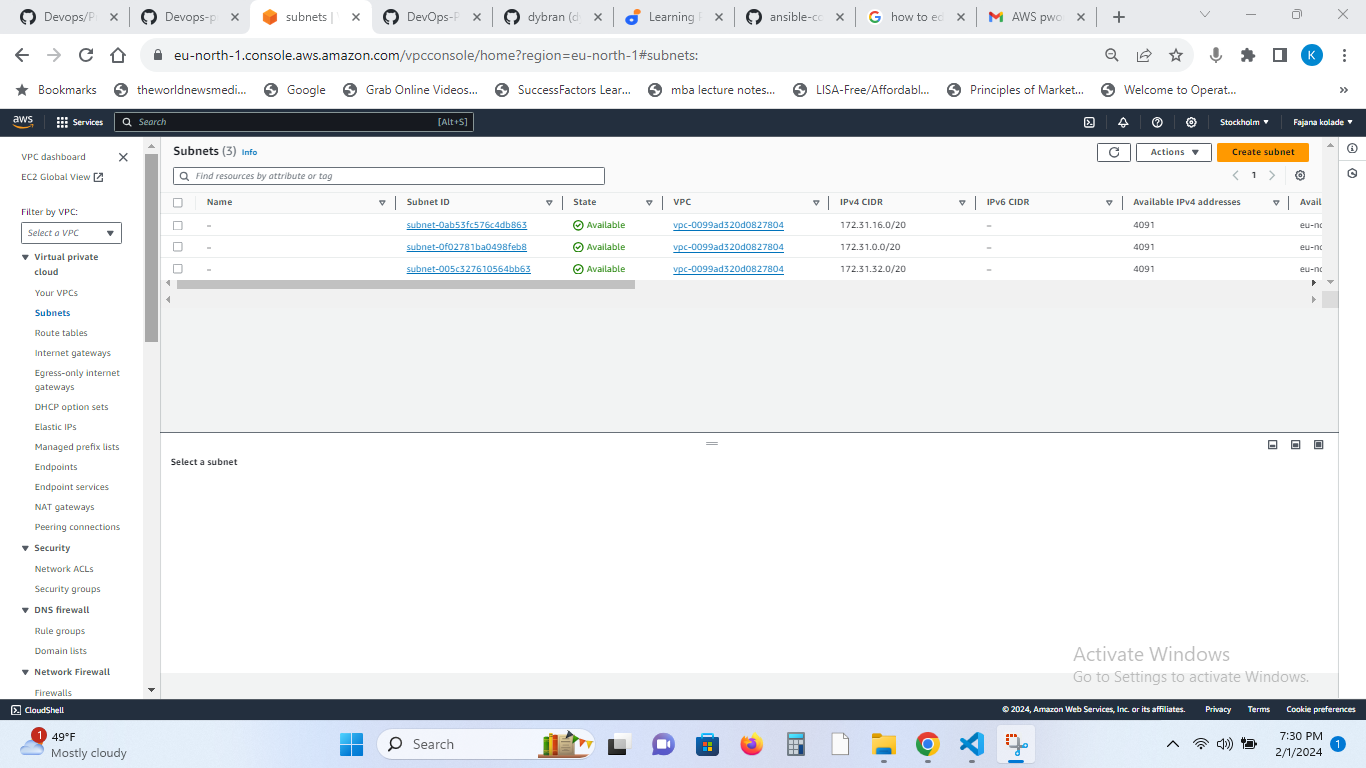 Devops/P
Devops-p
subnets |
DevOps-P
dybran (d
Learning
ansible-co
how to ed
AWS pwo
eu-north-1.console.aws.amazon.com/vpcconsole/home?region=eu-north-1#subnets:
K
Bookmarks
theworldnewsmedi...
Google
Grab Online Videos...
SuccessFactors Lear...
mba lecture notes...
LISA-Free/Affordabl...
Principles of Market...
Welcome to Operat...
aws
Services
Search
[Alt+S]
Stockholm
Fajana kolade
VPC dashboard
EC2 Global View
Filter by VPC:
Select a VPC
Virtual private
cloud
Your VPCs
Subnets
Route tables
Internet gateways
Egress-only internet
gateways
DHCP option sets
Elastic IPs
Managed prefix lists
Endpoints
Endpoint services
NAT gateways
Peering connections
Security
Network ACLs
Security groups
DNS firewall
Rule groups
Domain lists
Network Firewall
Firewalls
Subnets (3) Info
Actions
Create subnet
Find resources by attribute or tag
1
Name Subnet ID State VPC IPv4 CIDR IPv6 CIDR Available IPv4 addresses Avail
– subnet-0ab53fc576c4db863 Available vpc-0099ad320d0827804 172.31.16.0/20 – 4091 eu-no
– subnet-0f02781ba0498feb8 Available vpc-0099ad320d0827804 172.31.0.0/20 – 4091 eu-no
– subnet-005c327610564bb63 Available vpc-0099ad320d0827804 172.31.32.0/20 – 4091 eu-no
Select a subnet
Activate Windows
Go to Settings to activate Windows.
CloudShell
© 2024, Amazon Web Services, Inc. or its affiliates.
Privacy
Terms
Cookie preferences
1
49°F
Mostly cloudy
Search
7:30 PM
2/1/2024
1